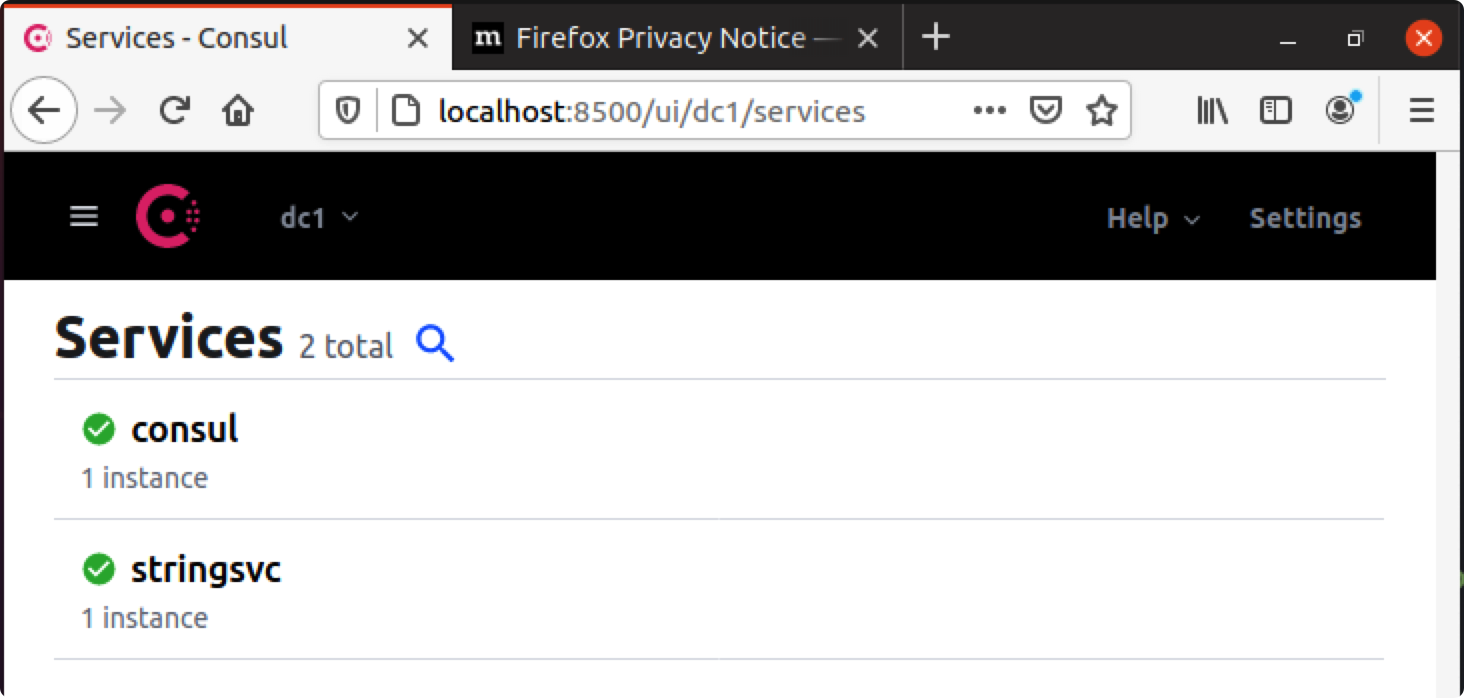 Services - Consul
m Firefox Privacy Notice —
localhost:8500/ui/dc1/services
dc1
Help
Settings
Services 2 total
consul
1 instance
stringsvc
1 instance